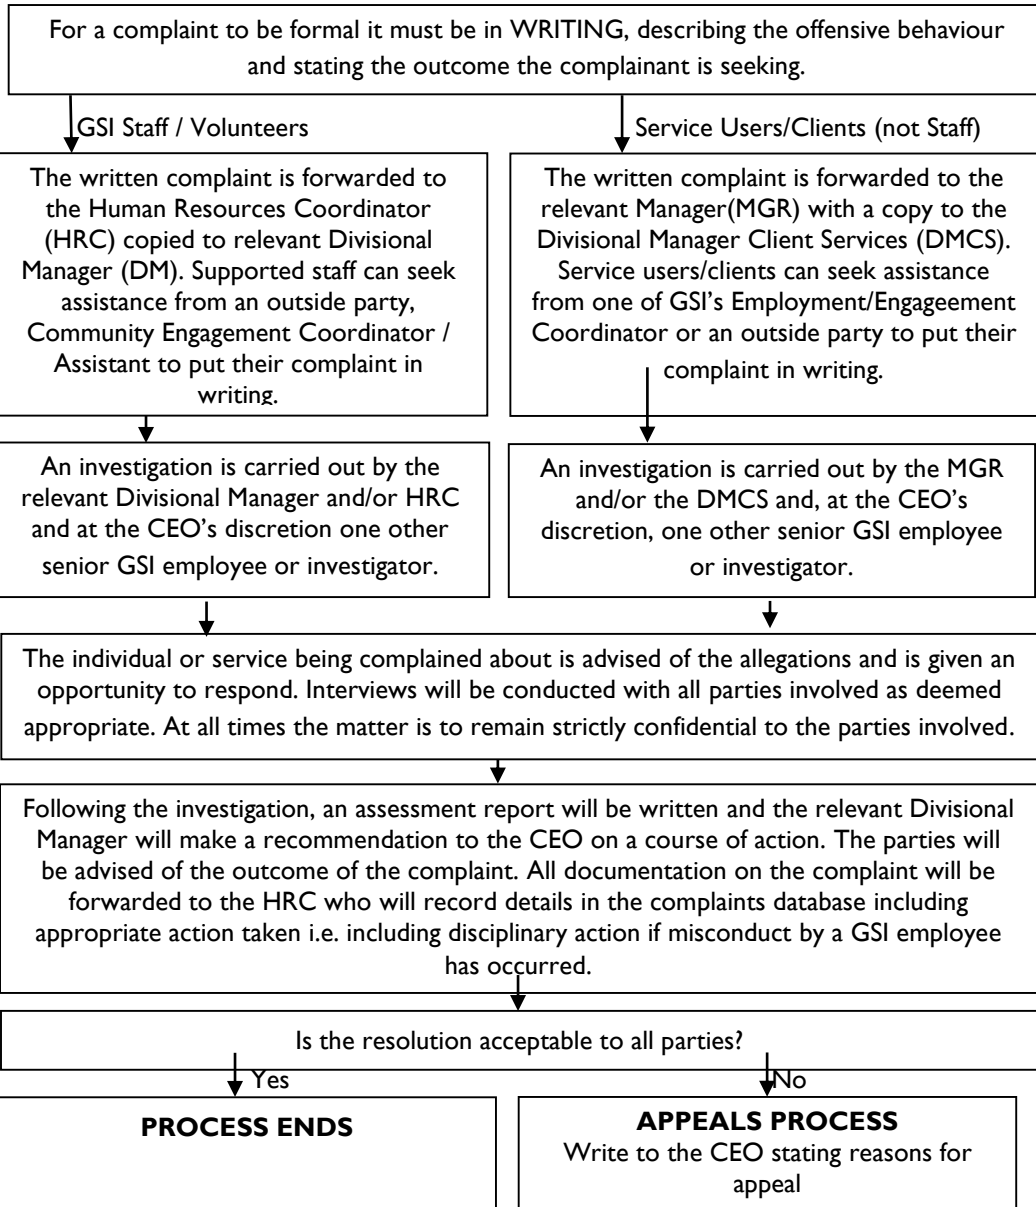 For a complaint to be formal it must be in WRITING, describing the offensive behaviour
and stating the outcome the complainant is seeking.
GSI Staff / Volunteers
Service Users/Clients (not Staff)
The written complaint is forwarded to
the Human Resources Coordinator
(HRC) copied to relevant Divisional
Manager (DM). Supported staff can seek
assistance from an outside party,
Community Engagement Coordinator /
Assistant to put their complaint in
writing.
The written complaint is forwarded to the
relevant Manager(MGR) with a copy to the
Divisional Manager Client Services (DMCS).
Service users/clients can seek assistance
from one of GSI's Employment/Engageement
Coordinator or an outside party to put their
complaint in writing.
An investigation is carried out by the
relevant Divisional Manager and/or HRC
and at the CEO's discretion one other
senior GSI employee or investigator.
An investigation is carried out by the MGR
and/or the DMCS and, at the CEO's
discretion, one other senior GSI employee
or investigator.
The individual or service being complained about is advised of the allegations and is given an
opportunity to respond. Interviews will be conducted with all parties involved as deemed
appropriate. At all times the matter is to remain strictly confidential to the parties involved.
Following the investigation, an assessment report will be written and the relevant Divisional
Manager will make a recommendation to the CEO on a course of action. The parties will
be advised of the outcome of the complaint. All documentation on the complaint will be
forwarded to the HRC who will record details in the complaints database including
appropriate action taken i.e. including disciplinary action if misconduct by a GSI employee
has occurred.
Is the resolution acceptable to all parties?
Yes
No
PROCESS ENDS
APPEALS PROCESS
Write to the CEO stating reasons for
appeal